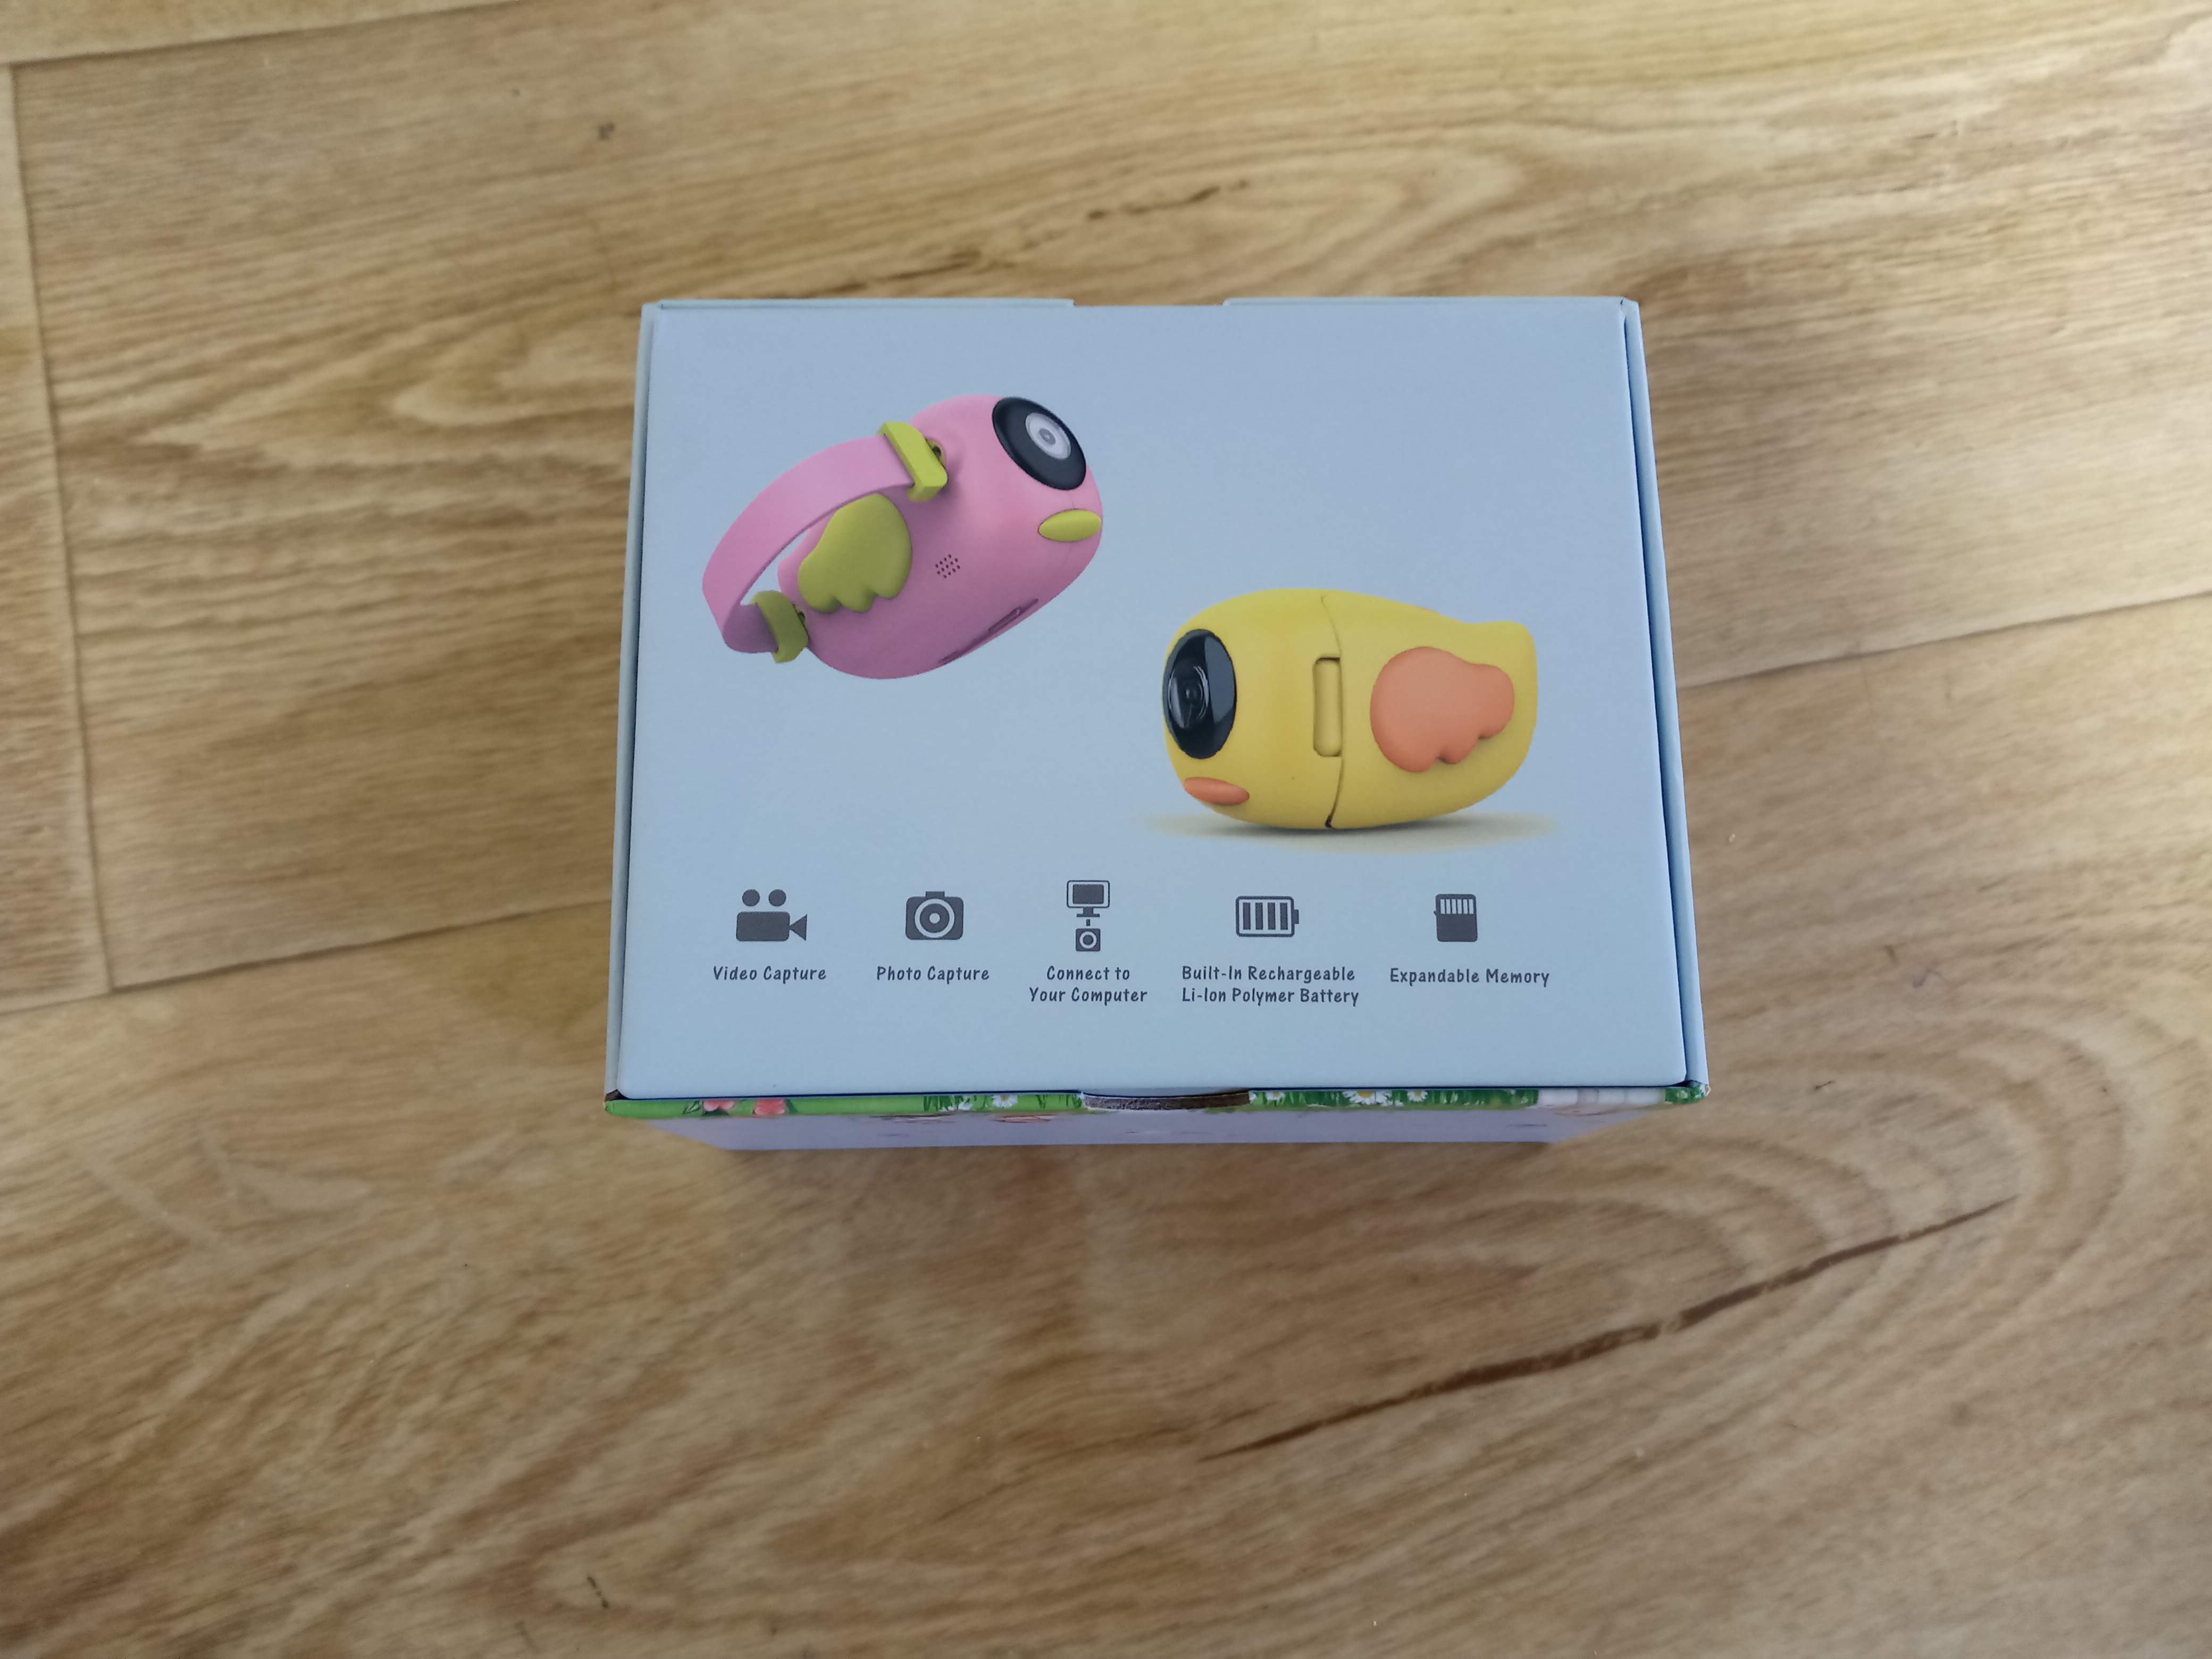 Video Capture
Photo Capture
Connect to
Your Computer
Built-In Rechargeable
Li-Ion Polymer Battery
Expandable Memory